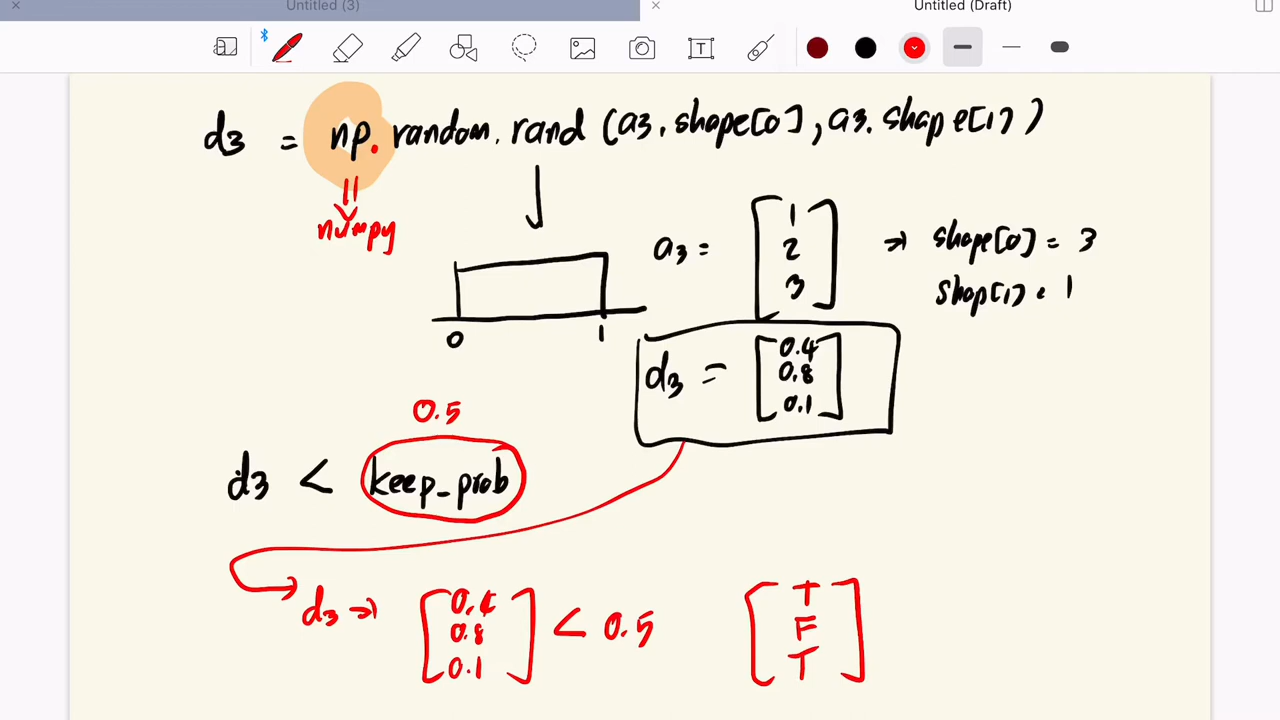 Untitled (3)
Untitled (Draft)
d3 = np.random.rand (a3.shape[0], a3.shape[1])
numpy
a3 = [1 2 3] → shape[0] = 3
shap[1] = 1
0 1
d3 = [0.4 0.8 0.1]
0.5
d3 < keep_prob
d3 → [0.4 0.8 0.1] < 0.5 [T F T]